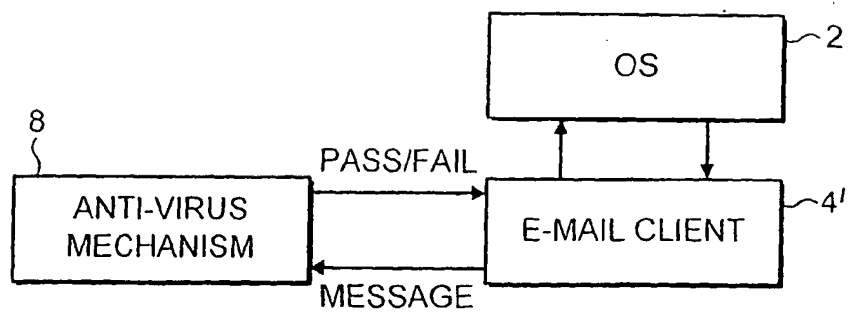 OS
2
8
PASS/FAIL
ANTI-VIRUS
MECHANISM
E-MAIL CLIENT
4'
MESSAGE